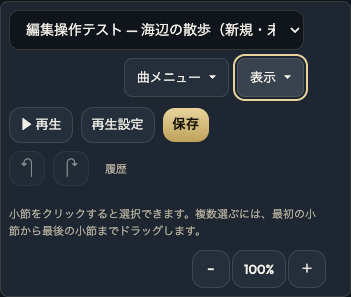 編集操作テスト — 海辺の散歩（新規・
曲メニュー 表示
再生 再生設定 保存
履歴
小節をクリックすると選択できます。複数選ぶには、最初の小
節から最後の小節までドラッグします。
- 100% +